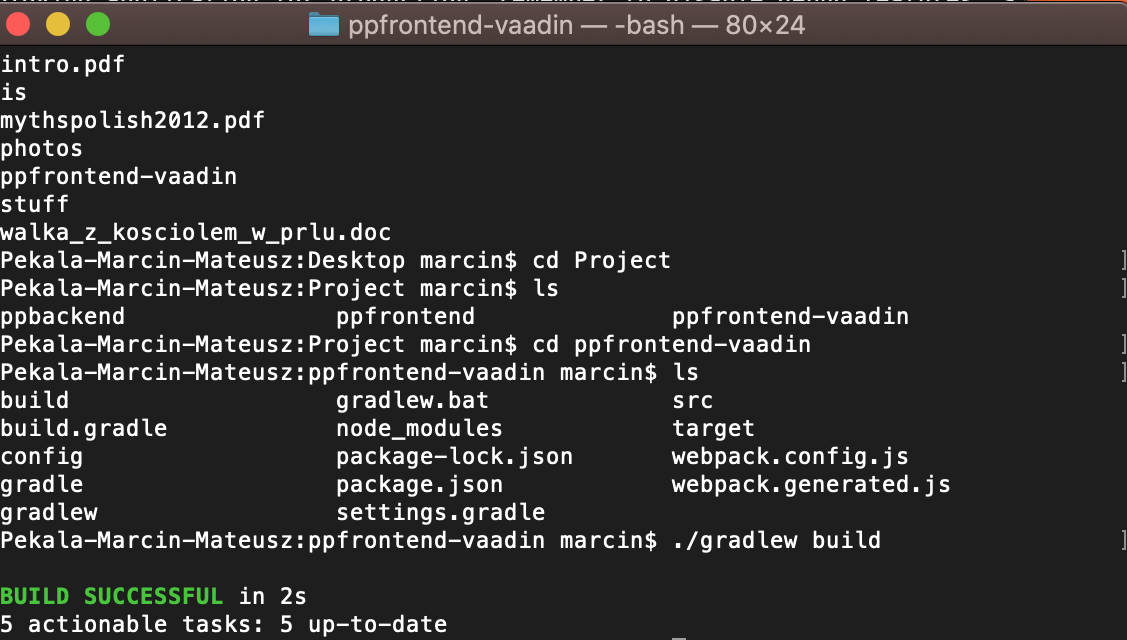 ppfrontend-vaadin — -bash — 80×24
intro.pdf
is
mythspolish2012.pdf
photos
ppfrontend-vaadin
stuff
walka_z_kosciolem_w_prlu.doc
Pekala-Marcin-Mateusz:Desktop marcin$ cd Project ]
Pekala-Marcin-Mateusz:Project marcin$ ls ]
ppbackend ppfrontend ppfrontend-vaadin
Pekala-Marcin-Mateusz:Project marcin$ cd ppfrontend-vaadin ]
Pekala-Marcin-Mateusz:ppfrontend-vaadin marcin$ ls ]
build gradlew.bat src
build.gradle node_modules target
config package-lock.json webpack.config.js
gradle package.json webpack.generated.js
gradlew settings.gradle
Pekala-Marcin-Mateusz:ppfrontend-vaadin marcin$ ./gradlew build ]
BUILD SUCCESSFUL in 2s
5 actionable tasks: 5 up-to-date